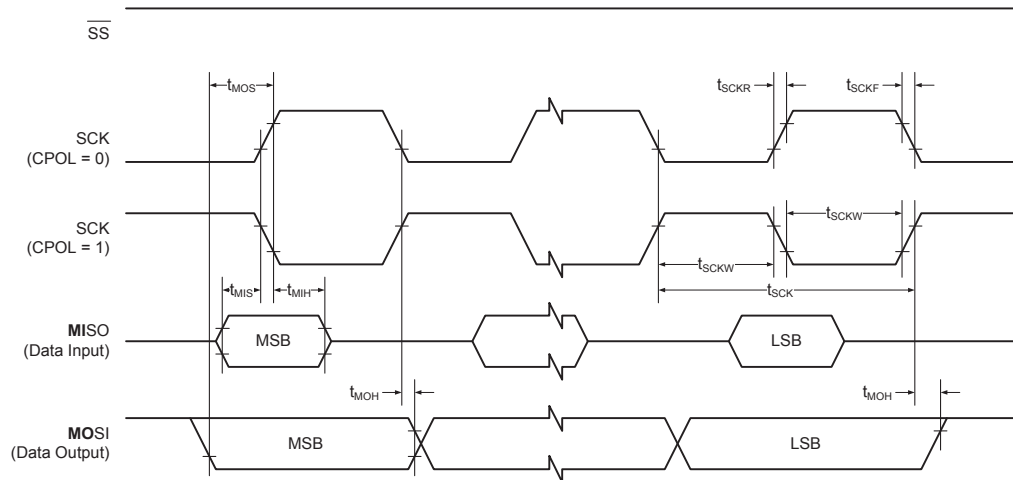 SS
tMOS
tSCKR
tSCKF
SCK
(CPOL = 0)
SCK
(CPOL = 1)
tSCKW
tSCKW
tSCK
tMIS
tMIH
MISO
(Data Input)
MSB
LSB
tMOH
tMOH
MOSI
(Data Output)
MSB
LSB